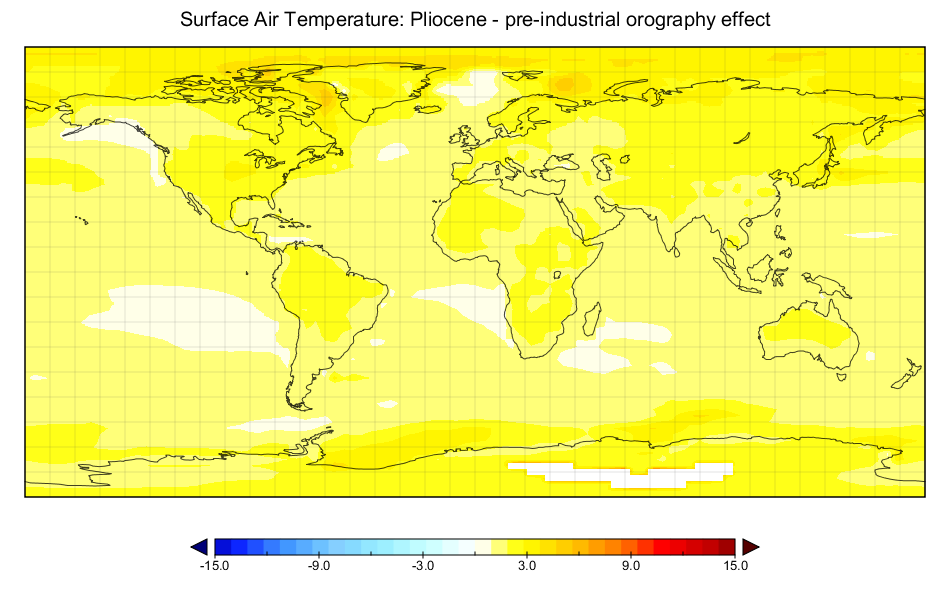 Surface Air Temperature: Pliocene - pre-industrial orography effect
-15.0 -9.0 -3.0 3.0 9.0 15.0